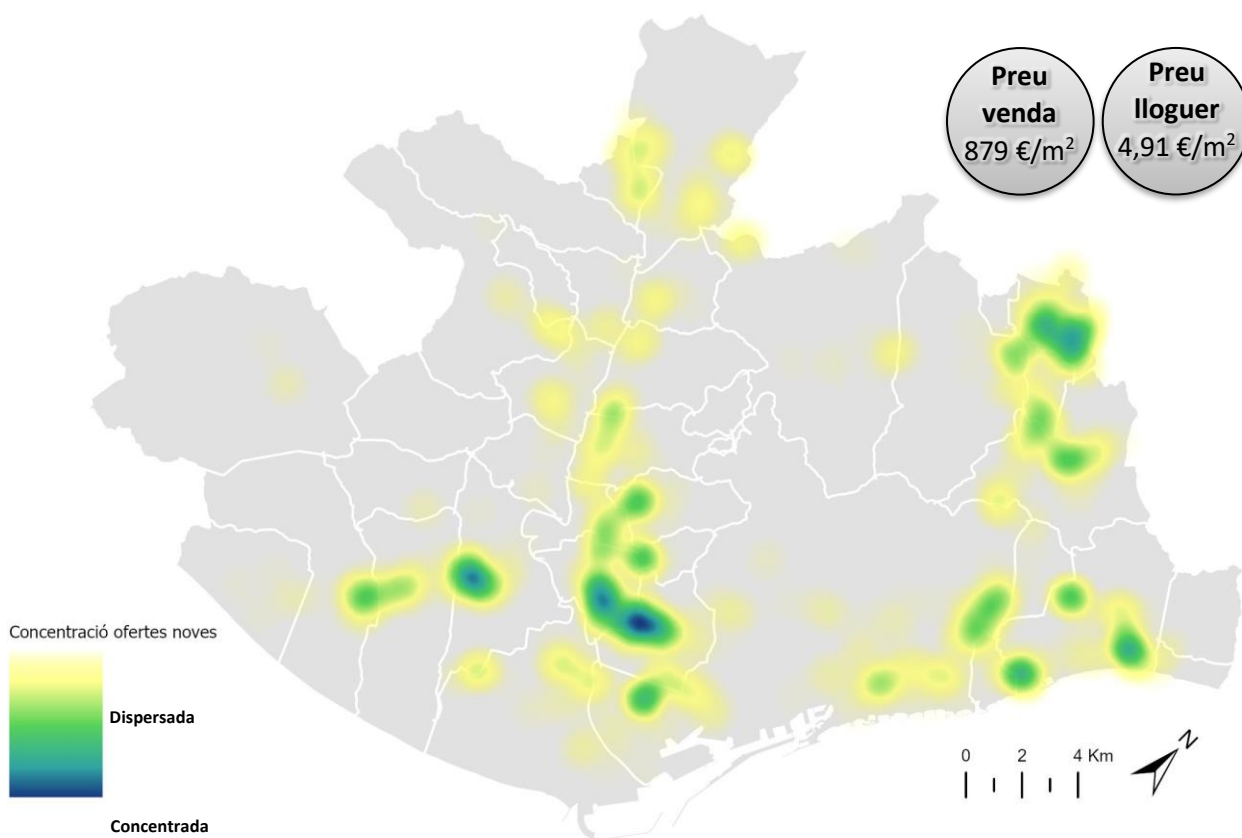 Preu
venda
879 €/m²
Preu
lloguer
4,91 €/m²
Concentració ofertes noves
Dispersada
Concentrada
0 2 4 Km
N